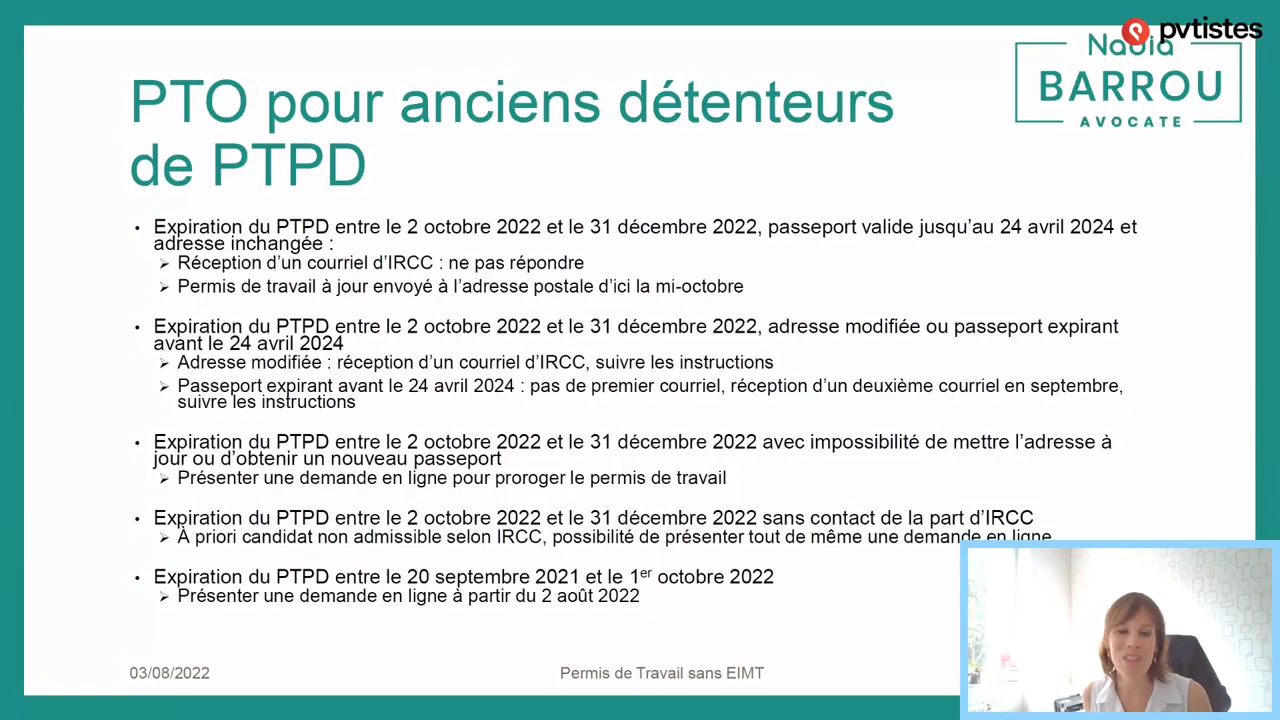 pvtistes
Nadia
BARROU
AVOCATE
PTO pour anciens détenteurs
de PTPD
• Expiration du PTPD entre le 2 octobre 2022 et le 31 décembre 2022, passeport valide jusqu’au 24 avril 2024 et
adresse inchangée :
➢ Réception d’un courriel d’IRCC : ne pas répondre
➢ Permis de travail à jour envoyé à l’adresse postale d’ici la mi-octobre
• Expiration du PTPD entre le 2 octobre 2022 et le 31 décembre 2022, adresse modifiée ou passeport expirant
avant le 24 avril 2024
➢ Adresse modifiée : réception d’un courriel d’IRCC, suivre les instructions
➢ Passeport expirant avant le 24 avril 2024 : pas de premier courriel, réception d’un deuxième courriel en septembre,
suivre les instructions
• Expiration du PTPD entre le 2 octobre 2022 et le 31 décembre 2022 avec impossibilité de mettre l’adresse à
jour ou d’obtenir un nouveau passeport
➢ Présenter une demande en ligne pour proroger le permis de travail
• Expiration du PTPD entre le 2 octobre 2022 et le 31 décembre 2022 sans contact de la part d’IRCC
➢ À priori candidat non admissible selon IRCC, possibilité de présenter tout de même une demande en ligne
• Expiration du PTPD entre le 20 septembre 2021 et le 1er octobre 2022
➢ Présenter une demande en ligne à partir du 2 août 2022
03/08/2022
Permis de Travail sans EIMT